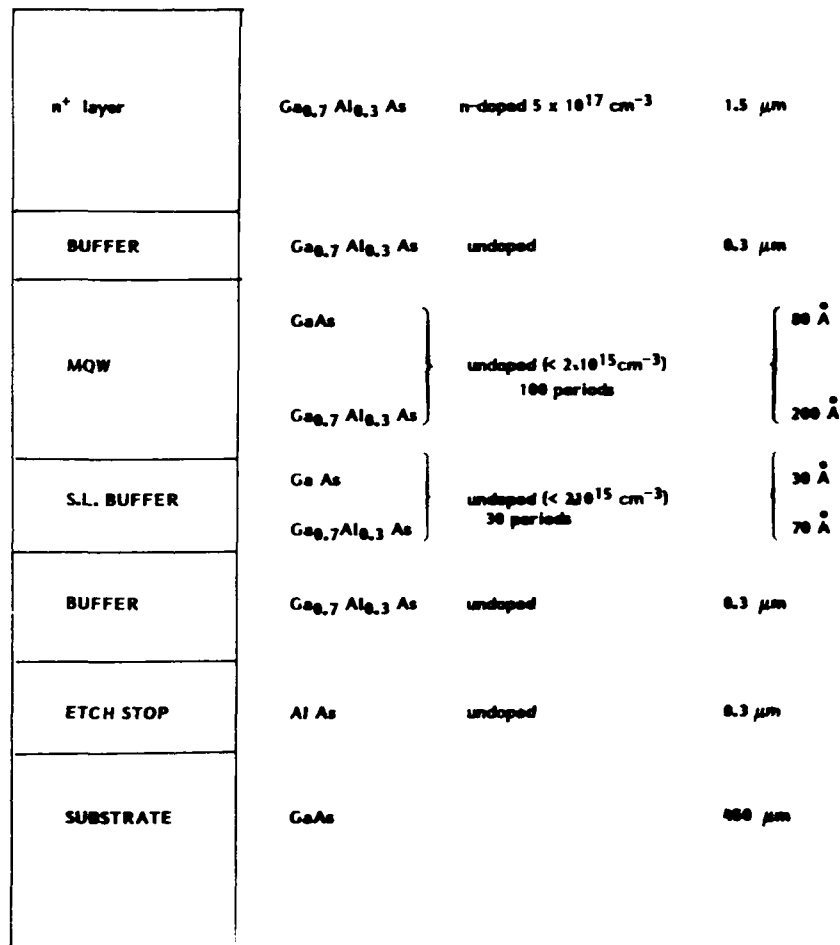 n⁺ layer Ga₀.₇ Al₀.₃ As n-doped 5 x 10¹⁷ cm⁻³ 1.5 μm
BUFFER Ga₀.₇ Al₀.₃ As undoped 0.3 μm
GaAs 80 Å
MQW undoped (< 2.10¹⁵cm⁻³)
100 periods
Ga₀.₇ Al₀.₃ As 200 Å
Ga As 30 Å
S.L. BUFFER undoped (< 2.10¹⁵ cm⁻³)
30 periods
Ga₀.₇Al₀.₃ As 70 Å
BUFFER Ga₀.₇ Al₀.₃ As undoped 0.3 μm
ETCH STOP Al As undoped 0.3 μm
SUBSTRATE GaAs μm